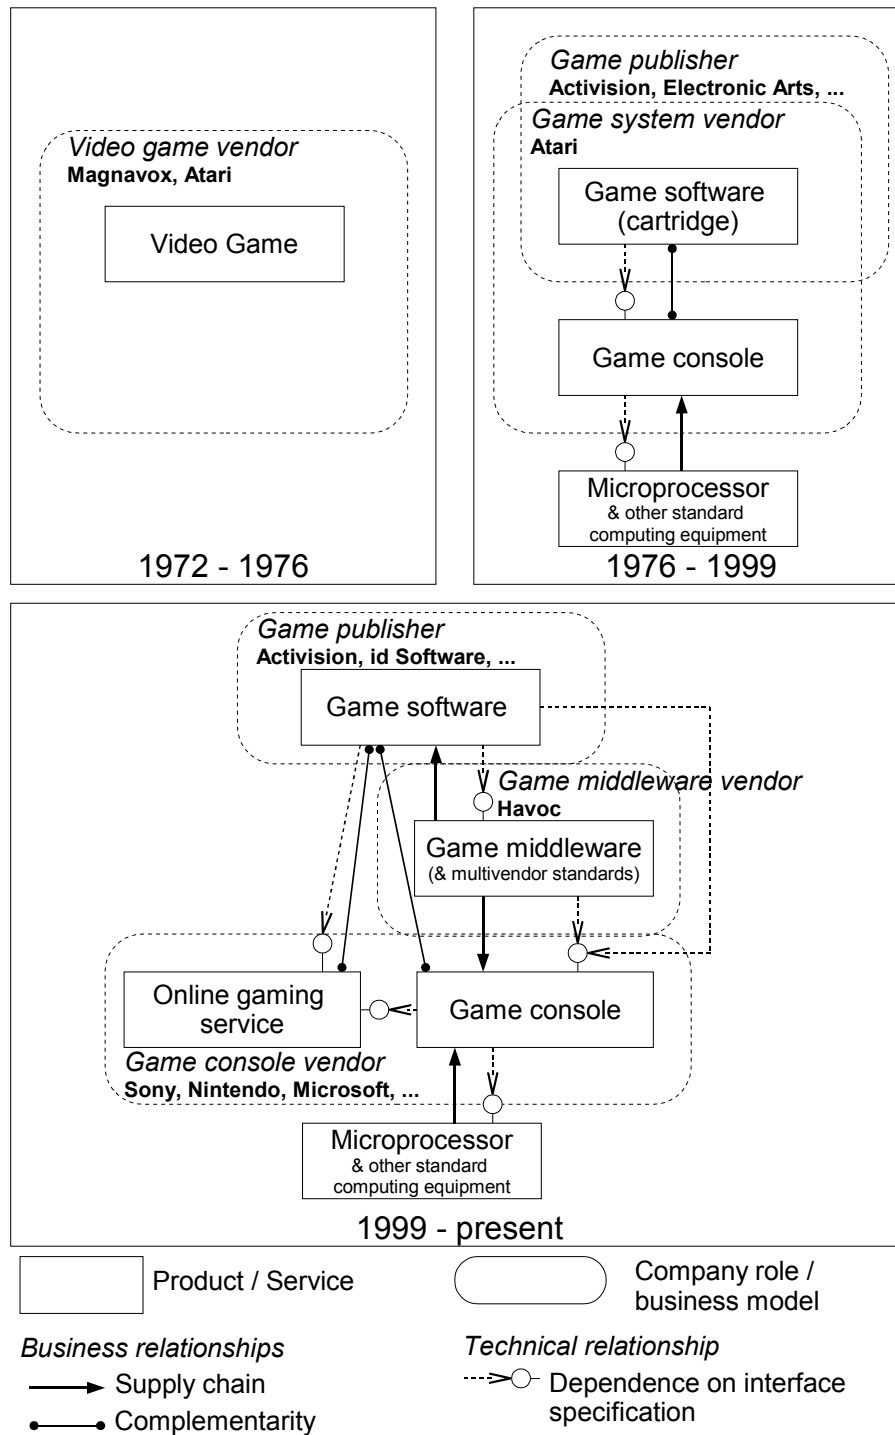 Video game vendor
Magnavox, Atari
Video Game
1972 - 1976
Game publisher
Activision, Electronic Arts, ...
Game system vendor
Atari
Game software
(cartridge)
Game console
Microprocessor
& other standard
computing equipment
1976 - 1999
Game publisher
Activision, id Software, ...
Game software
Game middleware vendor
Havoc
Game middleware
(& multivendor standards)
Online gaming
service
Game console
Game console vendor
Sony, Nintendo, Microsoft, ...
Microprocessor
& other standard
computing equipment
1999 - present
Product / Service
Company role /
business model
Business relationships
Supply chain
Complementarity
Technical relationship
Dependence on interface
specification